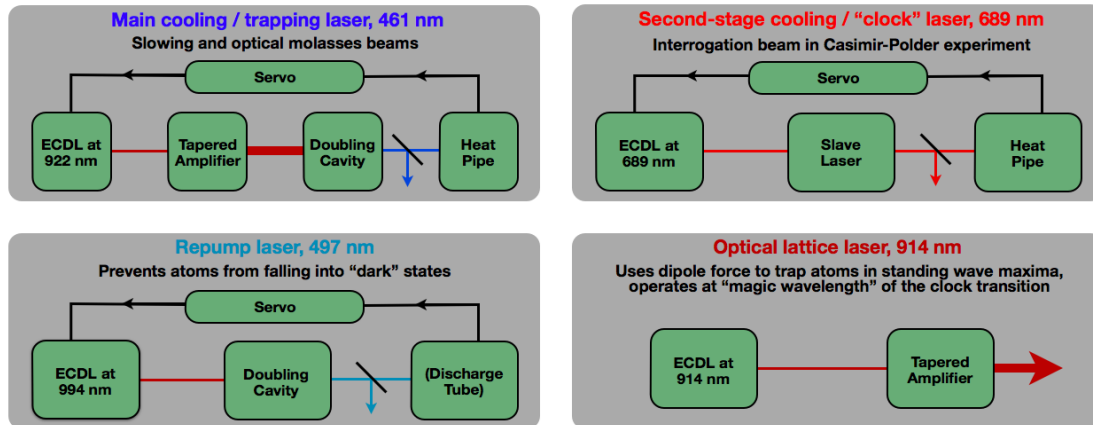 Main cooling / trapping laser, 461 nm
Slowing and optical molasses beams
Servo
ECDL at
922 nm
Tapered
Amplifier
Doubling
Cavity
Heat
Pipe
Second-stage cooling / “clock” laser, 689 nm
Interrogation beam in Casimir-Polder experiment
Servo
ECDL at
689 nm
Slave
Laser
Heat
Pipe
Repump laser, 497 nm
Prevents atoms from falling into “dark” states
Servo
ECDL at
994 nm
Doubling
Cavity
(Discharge
Tube)
Optical lattice laser, 914 nm
Uses dipole force to trap atoms in standing wave maxima,
operates at “magic wavelength” of the clock transition
ECDL at
914 nm
Tapered
Amplifier